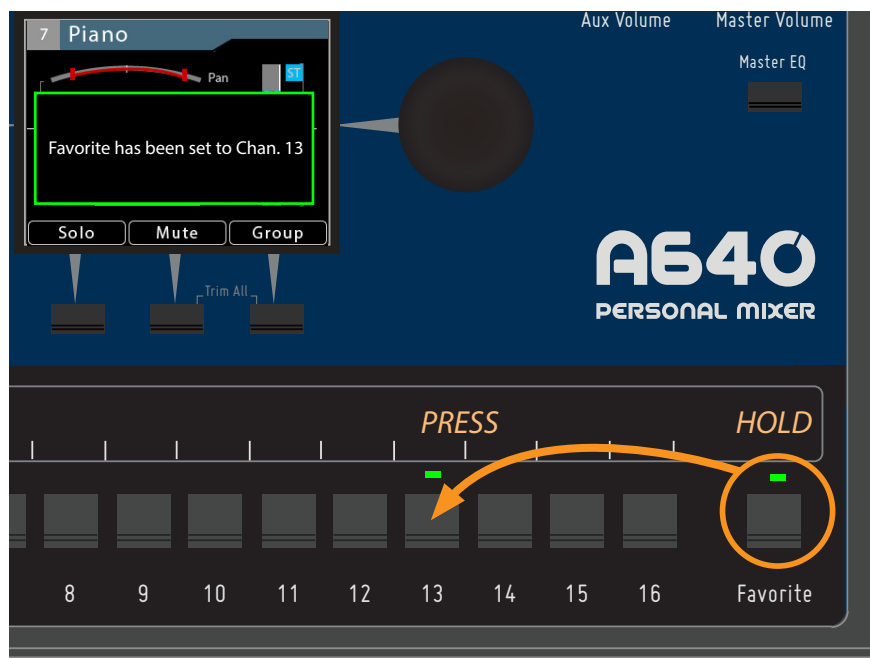 Aux Volume
Master Volume
7 Piano
Master EQ
Pan
ST
Favorite has been set to Chan. 13
Solo
Mute
Group
Trim All
A640
PERSONAL MIXER
PRESS
HOLD
8 9 10 11 12 13 14 15 16 Favorite